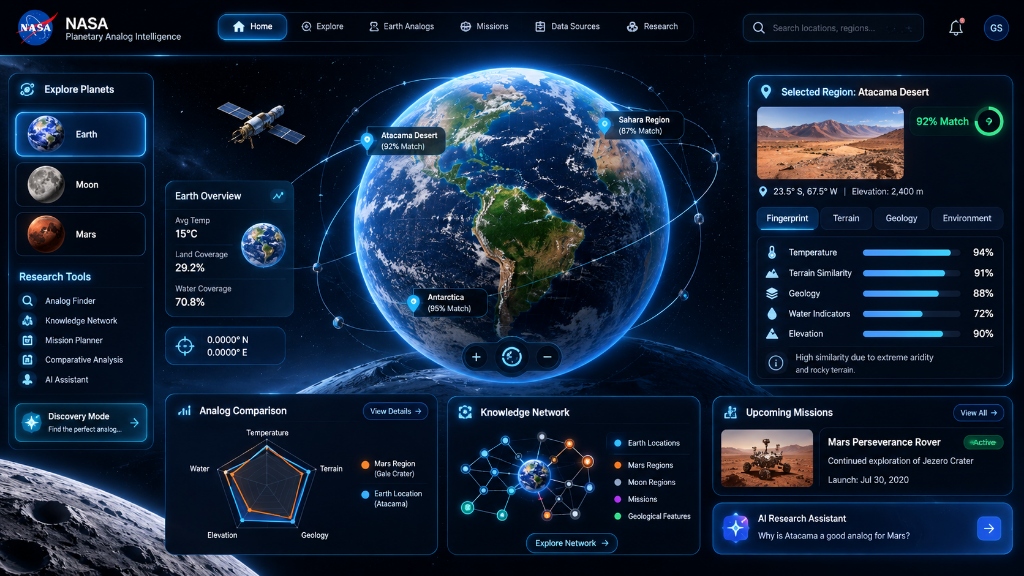 NASA
NASA
Planetary Analog Intelligence
Home
Explore
Earth Analogs
Missions
Data Sources
Research
Search locations, regions...
GS
Explore Planets
Earth
Moon
Mars
Research Tools
Analog Finder
Knowledge Network
Mission Planner
Comparative Analysis
AI Assistant
Discovery Mode
Find the perfect analog...
Earth Overview
Avg Temp
15°C
Land Coverage
29.2%
Water Coverage
70.8%
0.0000° N
0.0000° E
Atacama Desert
(92% Match)
Sahara Region
(87% Match)
Antarctica
(95% Match)
Selected Region: Atacama Desert
92% Match
?
23.5° S, 67.5° W | Elevation: 2,400 m
Fingerprint
Terrain
Geology
Environment
Temperature 94%
Terrain Similarity 91%
Geology 88%
Water Indicators 72%
Elevation 90%
High similarity due to extreme aridity
and rocky terrain.
Analog Comparison
View Details →
Temperature
Terrain
Geology
Elevation
Water
Mars Region
(Gale Crater)
Earth Location
(Atacama)
Knowledge Network
Earth Locations
Mars Regions
Moon Regions
Missions
Geological Features
Explore Network →
Upcoming Missions
View All →
Mars Perseverance Rover
Active
Continued exploration of Jezero Crater
Launch: Jul 30, 2020
AI Research Assistant
Why is Atacama a good analog for Mars?